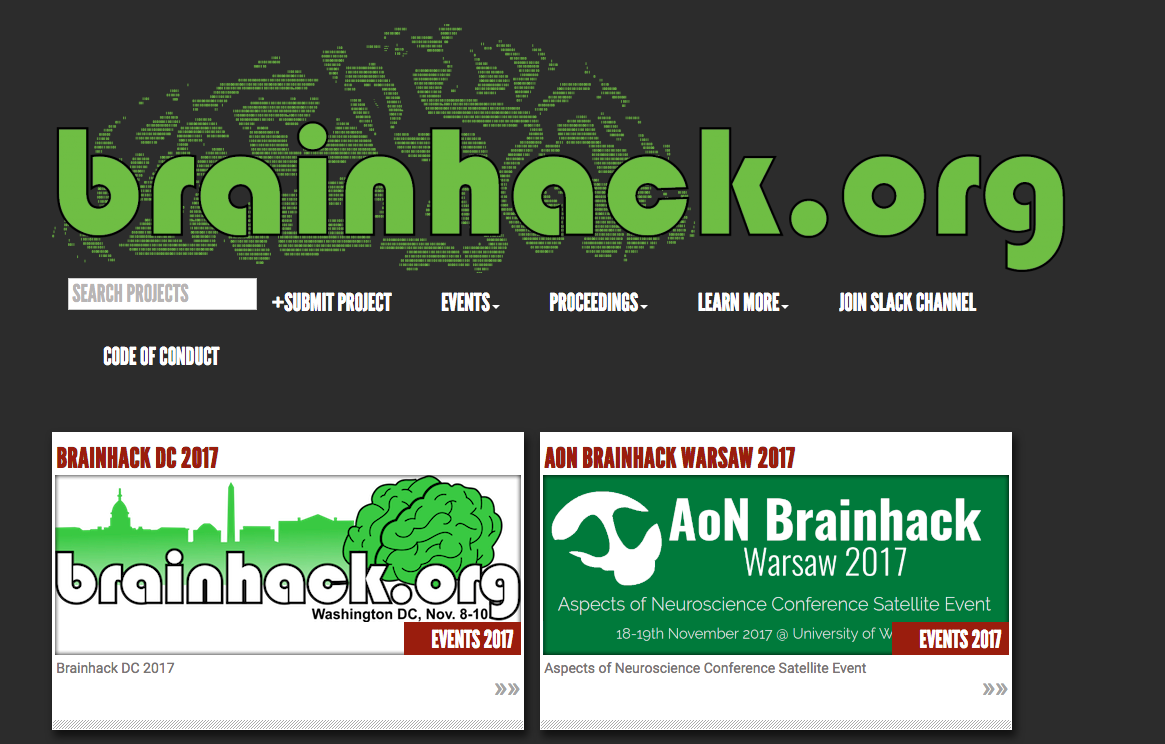 brainhack.org
SEARCH PROJECTS
+SUBMIT PROJECT
EVENTS
PROCEEDINGS
LEARN MORE
JOIN SLACK CHANNEL
CODE OF CONDUCT
BRAINHACK DC 2017
brainhack.org
Washington DC, Nov. 8-10
EVENTS 2017
Brainhack DC 2017
»
AON BRAINHACK WARSAW 2017
AoN Brainhack
Warsaw 2017
Aspects of Neuroscience Conference Satellite Event
18-19th November 2017 @ University of W
EVENTS 2017
Aspects of Neuroscience Conference Satellite Event
»